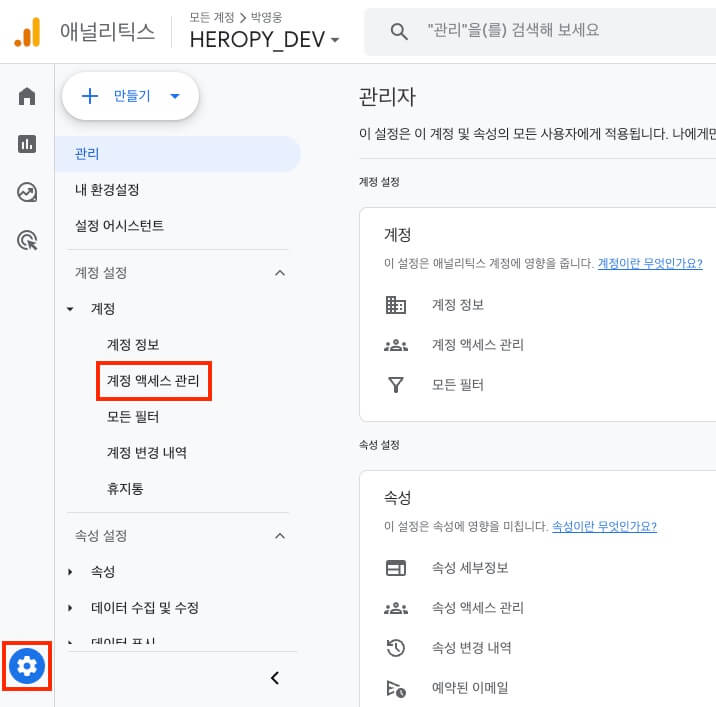 애널리틱스
모든 계정 > 박영웅
HEROPY_DEV
"관리"을(를) 검색해 보세요
만들기
관리
내 환경설정
설정 어시스턴트
계정 설정
계정
계정 정보
계정 액세스 관리
모든 필터
계정 변경 내역
휴지통
속성 설정
속성
데이터 수집 및 수정
데이터 표시
관리자
이 설정은 이 계정 및 속성의 모든 사용자에게 적용됩니다. 나에게만
계정 설정
계정
이 설정은 애널리틱스 계정에 영향을 줍니다. 계정이란 무엇인가요?
계정 정보
계정 액세스 관리
모든 필터
속성 설정
속성
이 설정은 속성에 영향을 미칩니다. 속성이란 무엇인가요?
속성 세부정보
속성 액세스 관리
속성 변경 내역
예약된 이메일